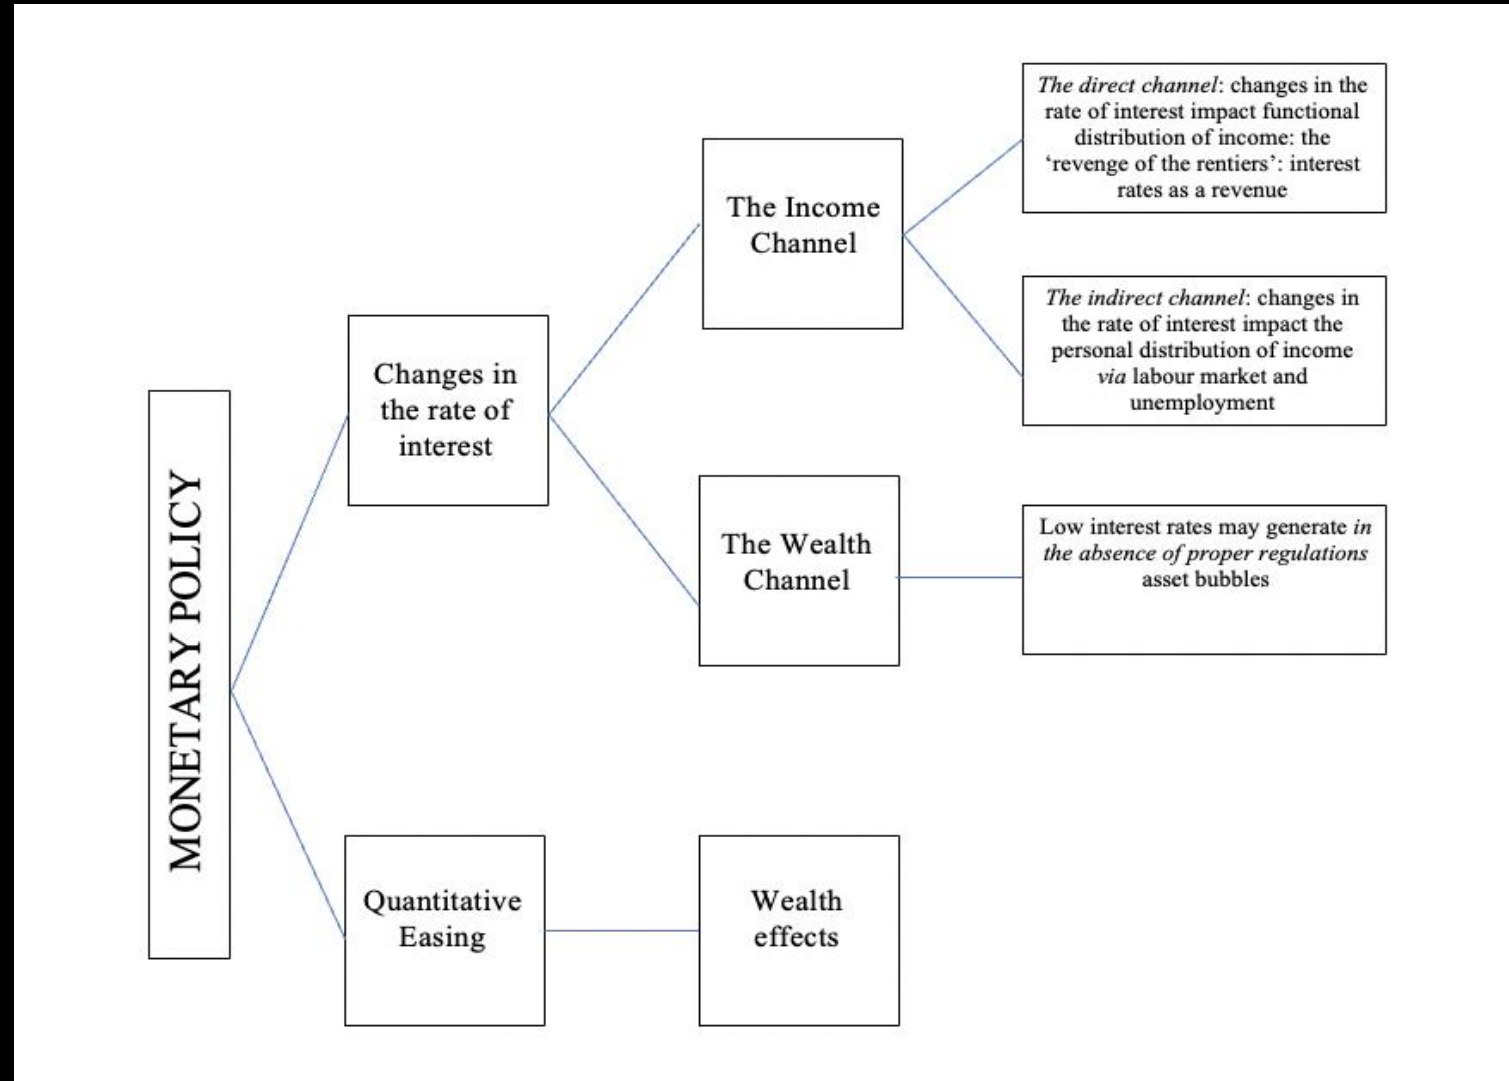 MONETARY POLICY
Changes in
the rate of
interest
The Income
Channel
The direct channel: changes in the
rate of interest impact functional
distribution of income: the
‘revenge of the rentiers’: interest
rates as a revenue
The indirect channel: changes in
the rate of interest impact the
personal distribution of income
via labour market and
unemployment
The Wealth
Channel
Low interest rates may generate in
the absence of proper regulations
asset bubbles
Quantitative
Easing
Wealth
effects